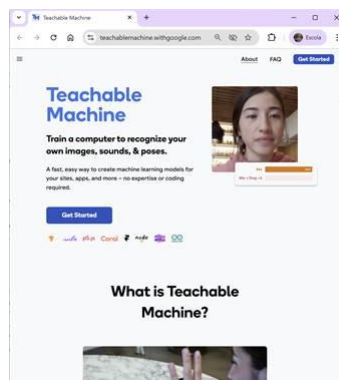 Teachable Machine
teachablemachine.withgoogle.com
Escola
About FAQ Get Started
Teachable
Machine
Train a computer to recognize your
own images, sounds, & poses.
A fast, easy way to create machine learning models for
your sites, apps, and more – no expertise or coding
required.
Get Started
Coral
What is Teachable
Machine?